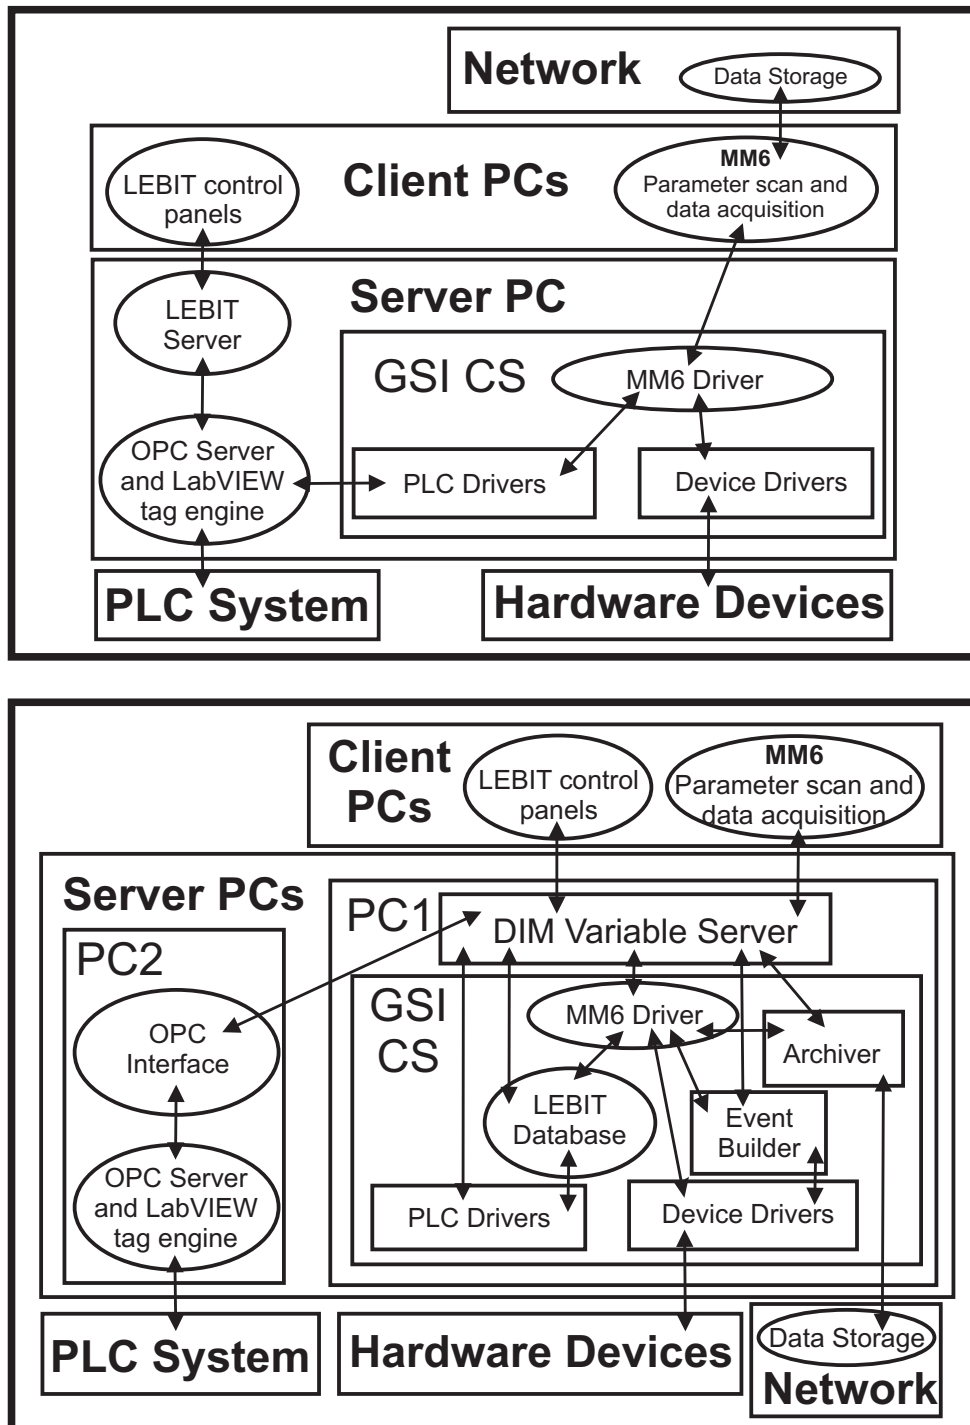 Network
Data Storage
Client PCs
LEBIT control
panels
MM6
Parameter scan and
data acquisition
Server PC
LEBIT
Server
GSI CS
MM6 Driver
OPC Server
and LabVIEW
tag engine
PLC Drivers
Device Drivers
PLC System
Hardware Devices
Client
PCs
LEBIT control
panels
MM6
Parameter scan and
data acquisition
Server PCs
PC1
DIM Variable Server
PC2
OPC
Interface
GSI
CS
MM6 Driver
Archiver
LEBIT
Database
Event
Builder
OPC Server
and LabVIEW
tag engine
PLC Drivers
Device Drivers
PLC System
Hardware Devices
Data Storage
Network